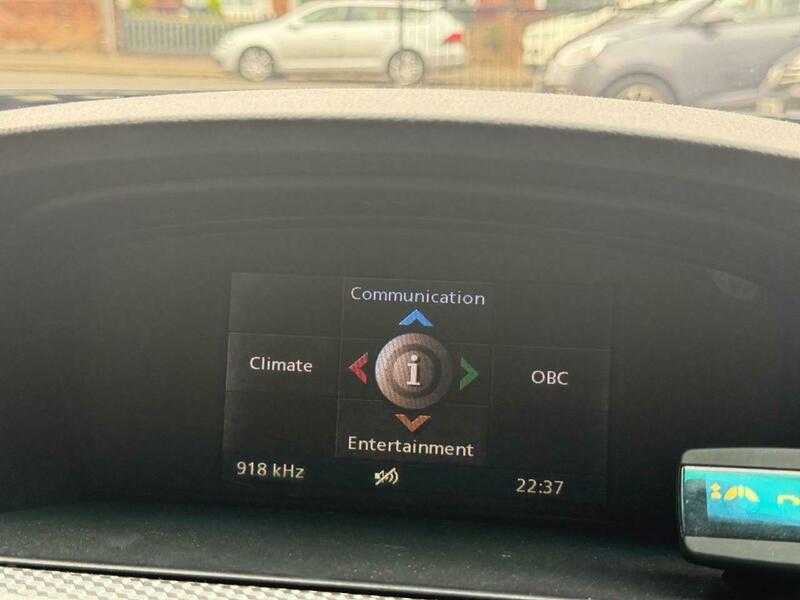 Communication
Climate
i
OBC
Entertainment
918 kHz
22:37